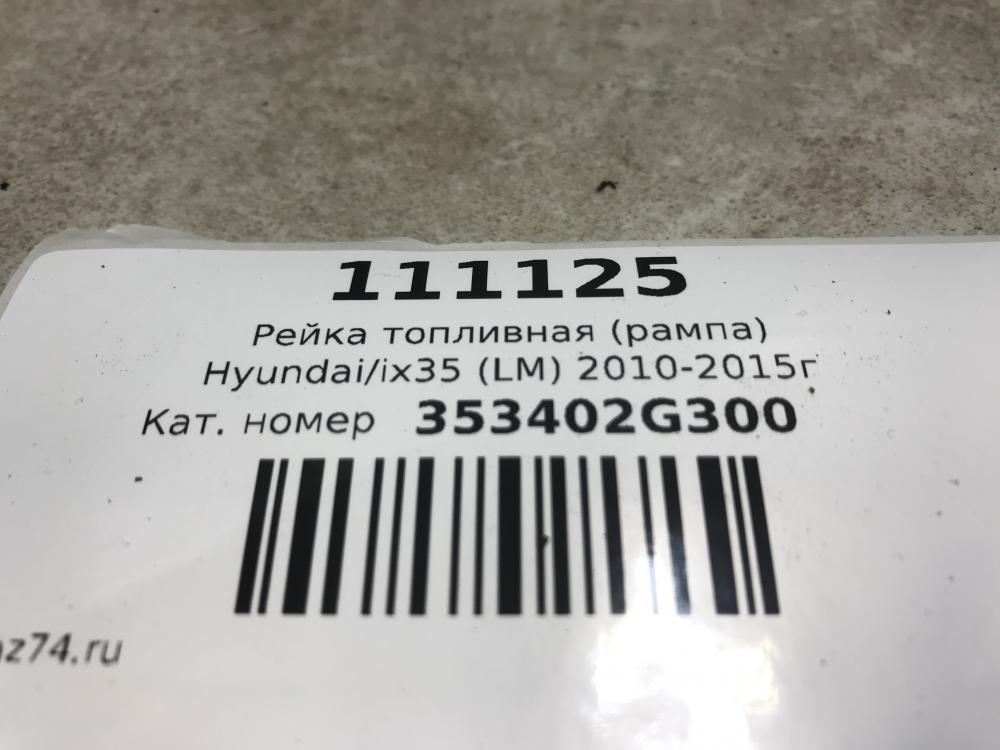 111125
Рейка топливная (рампа)
Hyundai/ix35 (LM) 2010-2015г
Кат. номер 353402G300